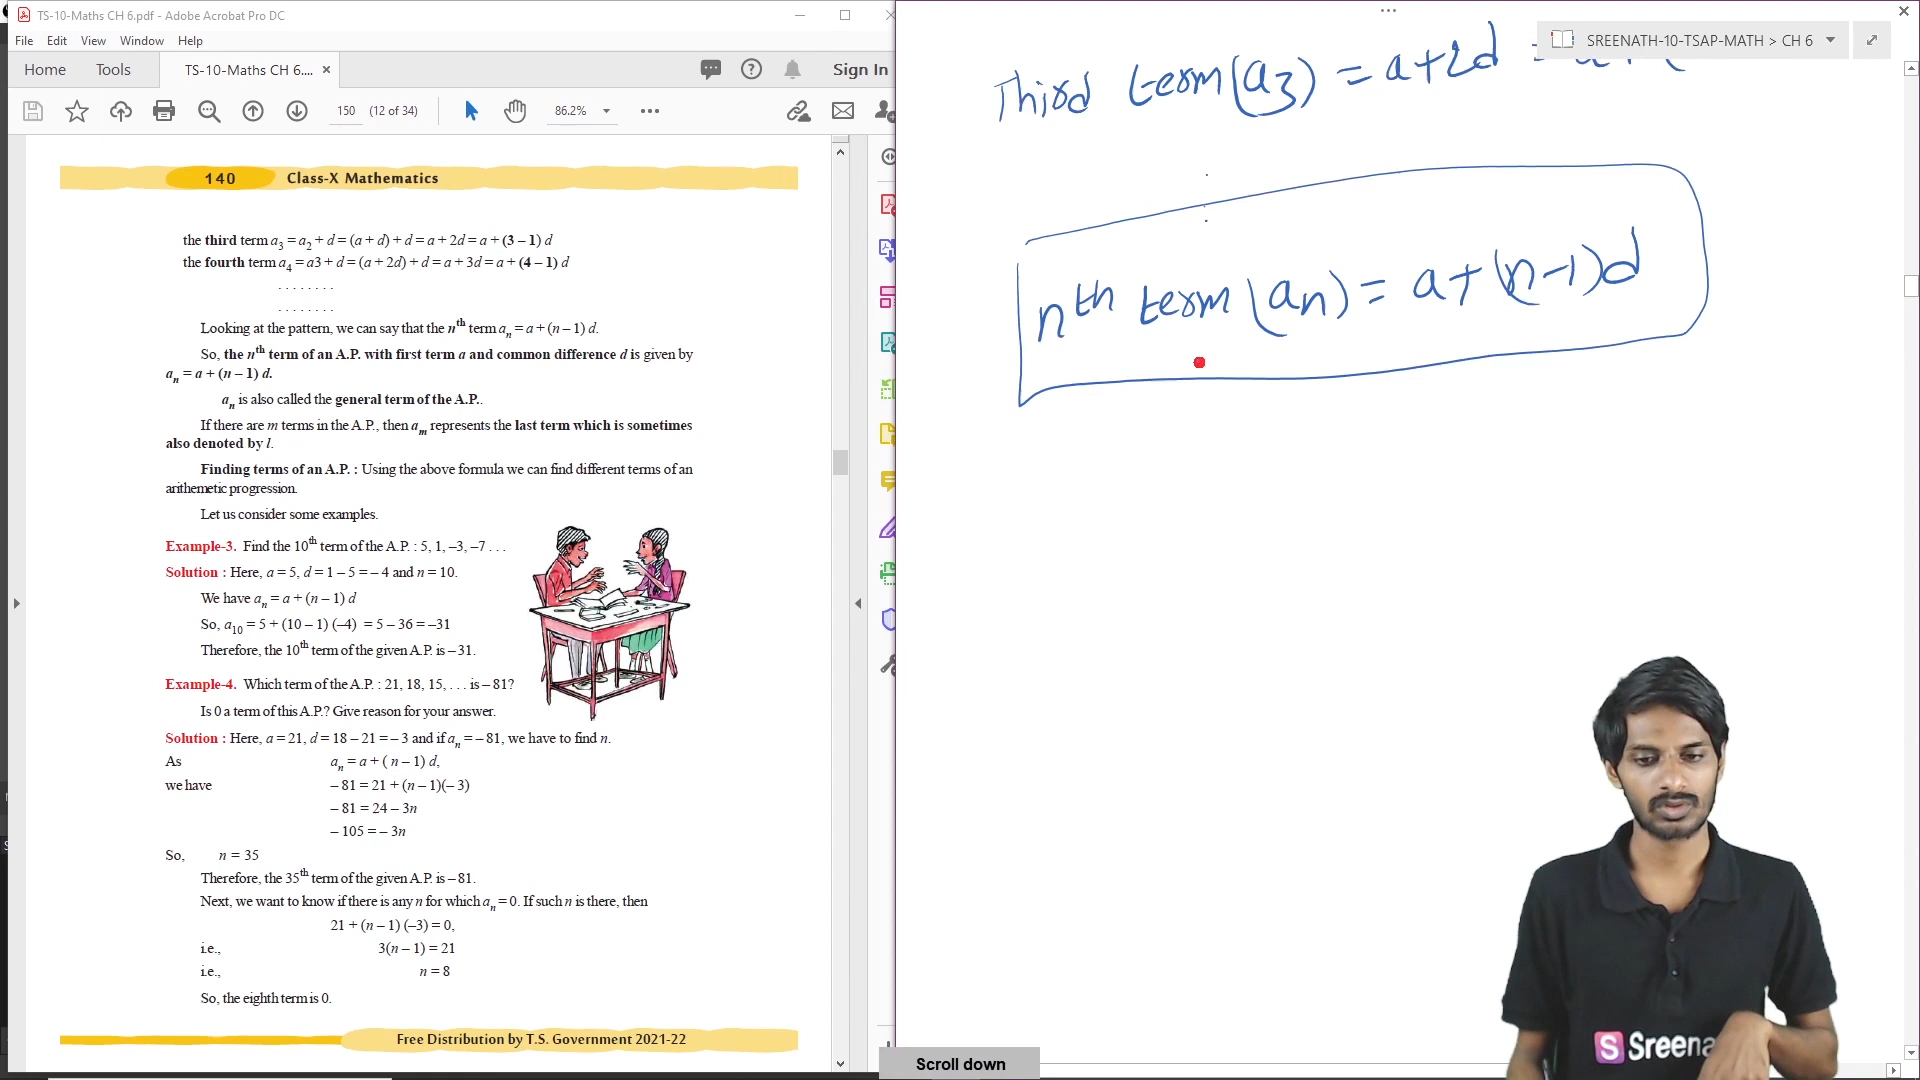 TS-10-Maths CH 6.pdf - Adobe Acrobat Pro DC
File Edit View Window Help
Home Tools TS-10-Maths CH 6.... × Sign In
150 (12 of 34) 86.2%
140 Class-X Mathematics
the third term a₃ = a₂ + d = (a + d) + d = a + 2d = a + (3 – 1) d
the fourth term a₄ = a3 + d = (a + 2d) + d = a + 3d = a + (4 – 1) d
. . . . . . . .
. . . . . . . .
Looking at the pattern, we can say that the nᵗʰ term aₙ = a + (n – 1) d.
So, the nᵗʰ term of an A.P. with first term a and common difference d is given by
aₙ = a + (n – 1) d.
aₙ is also called the general term of the A.P..
If there are m terms in the A.P., then aₘ represents the last term which is sometimes
also denoted by l.
Finding terms of an A.P. : Using the above formula we can find different terms of an
arithemetic progression.
Let us consider some examples.
Example-3. Find the 10ᵗʰ term of the A.P. : 5, 1, –3, –7 . . .
Solution : Here, a = 5, d = 1 – 5 = – 4 and n = 10.
We have aₙ = a + (n – 1) d
So, a₁₀ = 5 + (10 – 1) (–4) = 5 – 36 = –31
Therefore, the 10ᵗʰ term of the given A.P. is – 31.
Example-4. Which term of the A.P. : 21, 18, 15, . . . is – 81?
Is 0 a term of this A.P.? Give reason for your answer.
Solution : Here, a = 21, d = 18 – 21 = – 3 and if aₙ = – 81, we have to find n.
As aₙ = a + ( n – 1) d,
we have – 81 = 21 + (n – 1)(– 3)
– 81 = 24 – 3n
– 105 = – 3n
So, n = 35
Therefore, the 35ᵗʰ term of the given A.P. is – 81.
Next, we want to know if there is any n for which aₙ = 0. If such n is there, then
21 + (n – 1) (–3) = 0,
i.e., 3(n – 1) = 21
i.e., n = 8
So, the eighth term is 0.
Free Distribution by T.S. Government 2021-22
SREENATH-10-TSAP-MATH > CH 6
Third term (a₃) = a+2d =
nᵗʰ term (aₙ) = a+(n-1)d
Scroll down
S Sreena